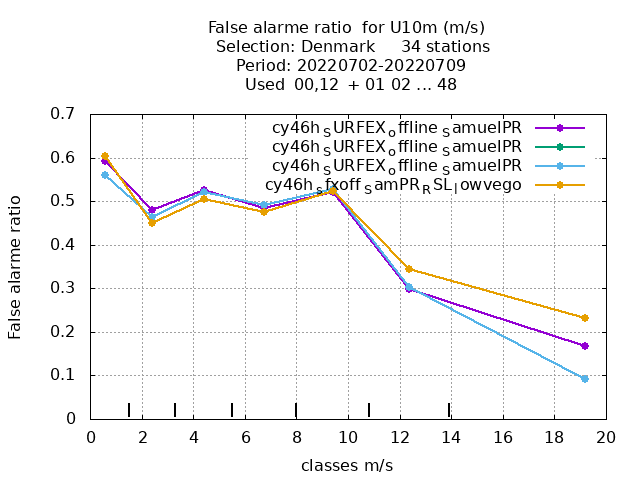 False alarme ratio for U10m (m/s)
Selection: Denmark 34 stations
Period: 20220702-20220709
Used 00,12 + 01 02 ... 48
cy46h_SURFEX_offline_SamuelPR
cy46h_SURFEX_offline_SamuelPR
cy46h_SURFEX_offline_SamuelPR
cy46h_sfxoff_SamPR_RSL_lowvego
0.7
0.6
0.5
0.4
0.3
0.2
0.1
0
False alarme ratio
0 2 4 6 8 10 12 14 16 18 20
classes m/s